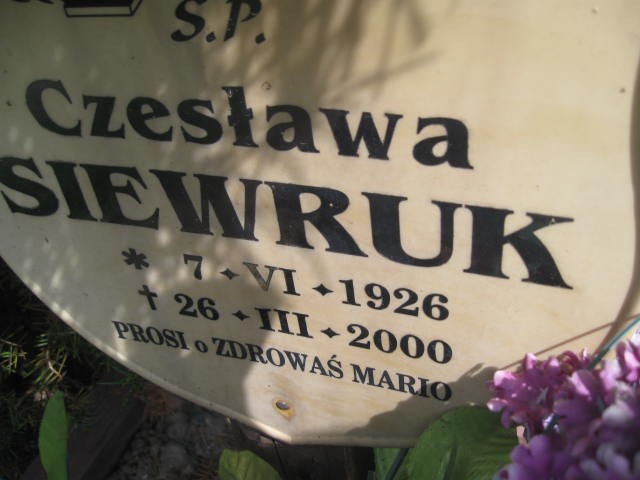 Ś.P.
Czesława
SIEWRUK
* 7 ✦ VI ✦ 1926
† 26 ✦ III ✦ 2000
PROSI o ZDROWAŚ MARIO